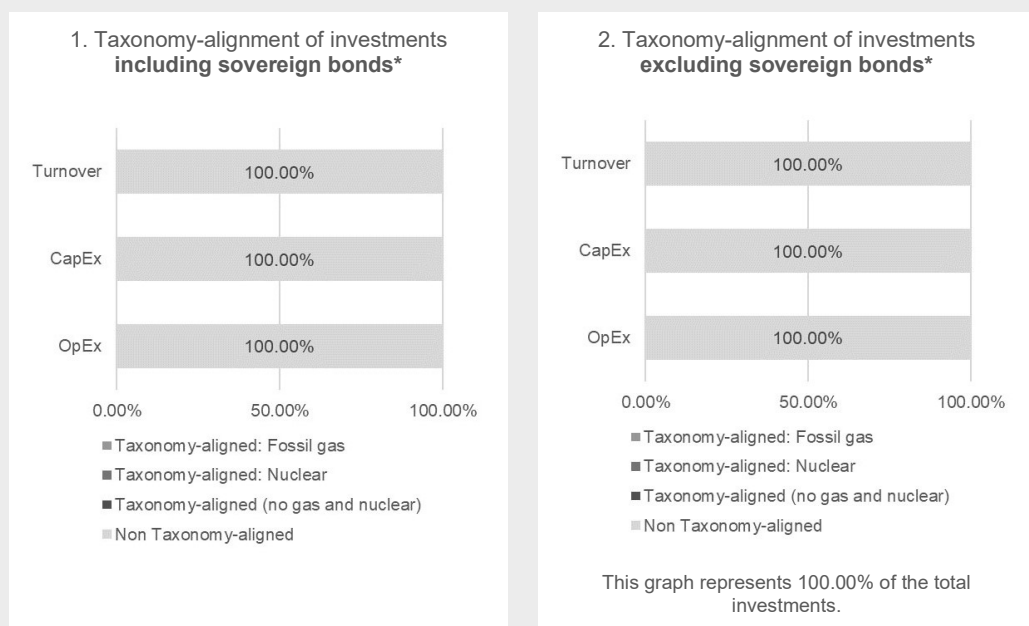 1. Taxonomy-alignment of investments
including sovereign bonds*
Turnover
100.00%
CapEx
100.00%
OpEx
100.00%
0.00%
50.00%
100.00%
Taxonomy-aligned: Fossil gas
Taxonomy-aligned: Nuclear
Taxonomy-aligned (no gas and nuclear)
Non Taxonomy-aligned
2. Taxonomy-alignment of investments
excluding sovereign bonds*
Turnover
100.00%
CapEx
100.00%
OpEx
100.00%
0.00%
50.00%
100.00%
Taxonomy-aligned: Fossil gas
Taxonomy-aligned: Nuclear
Taxonomy-aligned (no gas and nuclear)
Non Taxonomy-aligned
This graph represents 100.00% of the total
investments.